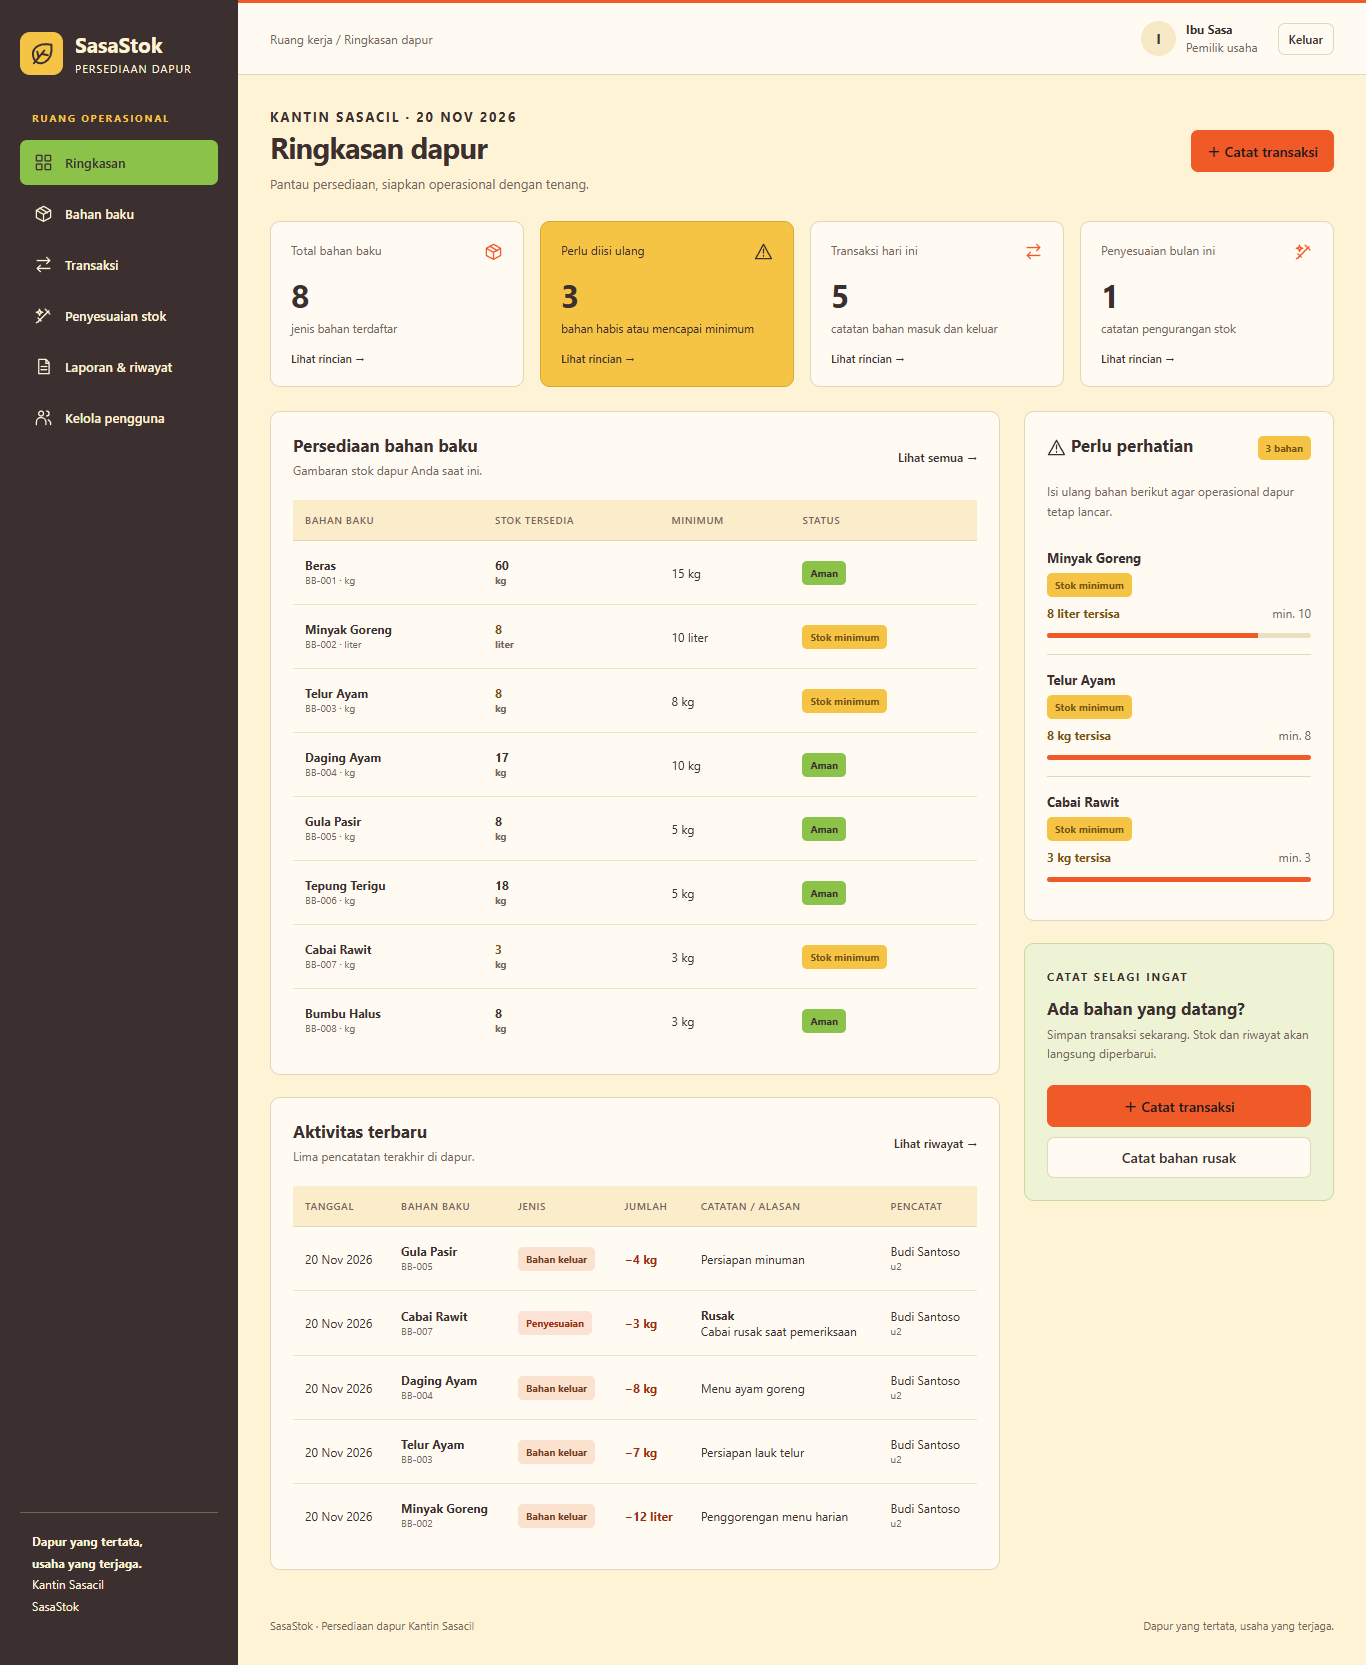 SasaStok
PERSEDIAAN DAPUR
RUANG OPERASIONAL
Ringkasan
Bahan baku
Transaksi
Penyesuaian stok
Laporan & riwayat
Kelola pengguna
Dapur yang tertata,
usaha yang terjaga.
Kantin Sasacil
SasaStok
Ruang kerja / Ringkasan dapur
I
Ibu Sasa
Pemilik usaha
Keluar
KANTIN SASACIL · 20 NOV 2026
Ringkasan dapur
Pantau persediaan, siapkan operasional dengan tenang.
+ Catat transaksi
Total bahan baku
8
jenis bahan terdaftar
Lihat rincian →
Perlu diisi ulang
3
bahan habis atau mencapai minimum
Lihat rincian →
Transaksi hari ini
5
catatan bahan masuk dan keluar
Lihat rincian →
Penyesuaian bulan ini
1
catatan pengurangan stok
Lihat rincian →
Persediaan bahan baku
Gambaran stok dapur Anda saat ini.
Lihat semua →
BAHAN BAKU STOK TERSEDIA MINIMUM STATUS
Beras 60 15 kg Aman
BB-001 · kg kg
Minyak Goreng 8 10 liter Stok minimum
BB-002 · liter liter
Telur Ayam 8 8 kg Stok minimum
BB-003 · kg kg
Daging Ayam 17 10 kg Aman
BB-004 · kg kg
Gula Pasir 8 5 kg Aman
BB-005 · kg kg
Tepung Terigu 18 5 kg Aman
BB-006 · kg kg
Cabai Rawit 3 3 kg Stok minimum
BB-007 · kg kg
Bumbu Halus 8 3 kg Aman
BB-008 · kg kg
Perlu perhatian
3 bahan
Isi ulang bahan berikut agar operasional dapur
tetap lancar.
Minyak Goreng
Stok minimum
8 liter tersisa min. 10
Telur Ayam
Stok minimum
8 kg tersisa min. 8
Cabai Rawit
Stok minimum
3 kg tersisa min. 3
CATAT SELAGI INGAT
Ada bahan yang datang?
Simpan transaksi sekarang. Stok dan riwayat akan
langsung diperbarui.
+ Catat transaksi
Catat bahan rusak
Aktivitas terbaru
Lima pencatatan terakhir di dapur.
Lihat riwayat →
TANGGAL BAHAN BAKU JENIS JUMLAH CATATAN / ALASAN PENCATAT
20 Nov 2026 Gula Pasir Bahan keluar −4 kg Persiapan minuman Budi Santoso
BB-005 u2
20 Nov 2026 Cabai Rawit Penyesuaian −3 kg Rusak Budi Santoso
BB-007 Cabai rusak saat pemeriksaan u2
20 Nov 2026 Daging Ayam Bahan keluar −8 kg Menu ayam goreng Budi Santoso
BB-004 u2
20 Nov 2026 Telur Ayam Bahan keluar −7 kg Persiapan lauk telur Budi Santoso
BB-003 u2
20 Nov 2026 Minyak Goreng Bahan keluar −12 liter Penggorengan menu harian Budi Santoso
BB-002 u2
SasaStok · Persediaan dapur Kantin Sasacil
Dapur yang tertata, usaha yang terjaga.